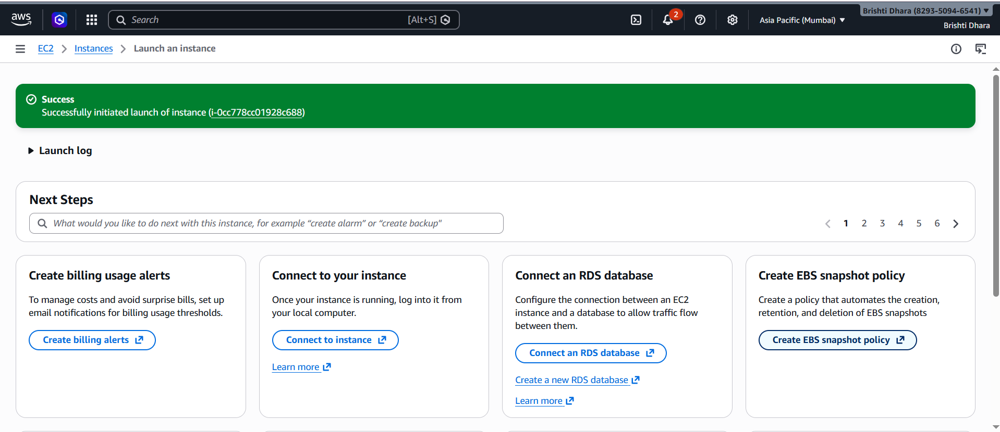 aws
Search
[Alt+S]
2
Asia Pacific (Mumbai)
Brishti Dhara (8293-5094-6541)
Brishti Dhara
EC2
Instances
Launch an instance
Success
Successfully initiated launch of instance (i-0cc778cc01928c688)
Launch log
Next Steps
What would you like to do next with this instance, for example “create alarm” or “create backup"
1 2 3 4 5 6
Create billing usage alerts
To manage costs and avoid surprise bills, set up
email notifications for billing usage thresholds.
Create billing alerts
Connect to your instance
Once your instance is running, log into it from
your local computer.
Connect to instance
Learn more
Connect an RDS database
Configure the connection between an EC2
instance and a database to allow traffic flow
between them.
Connect an RDS database
Create a new RDS database
Learn more
Create EBS snapshot policy
Create a policy that automates the creation,
retention, and deletion of EBS snapshots
Create EBS snapshot policy